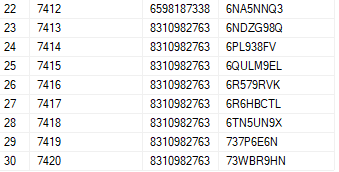 22 7412 6598187338 6NA5NNQ3
23 7413 8310982763 6NDZG98Q
24 7414 8310982763 6PL938FV
25 7415 8310982763 6QULM9EL
26 7416 8310982763 6R579RVK
27 7417 8310982763 6R6HBCTL
28 7418 8310982763 6TN5UN9X
29 7419 8310982763 737P6E6N
30 7420 8310982763 73WBR9HN